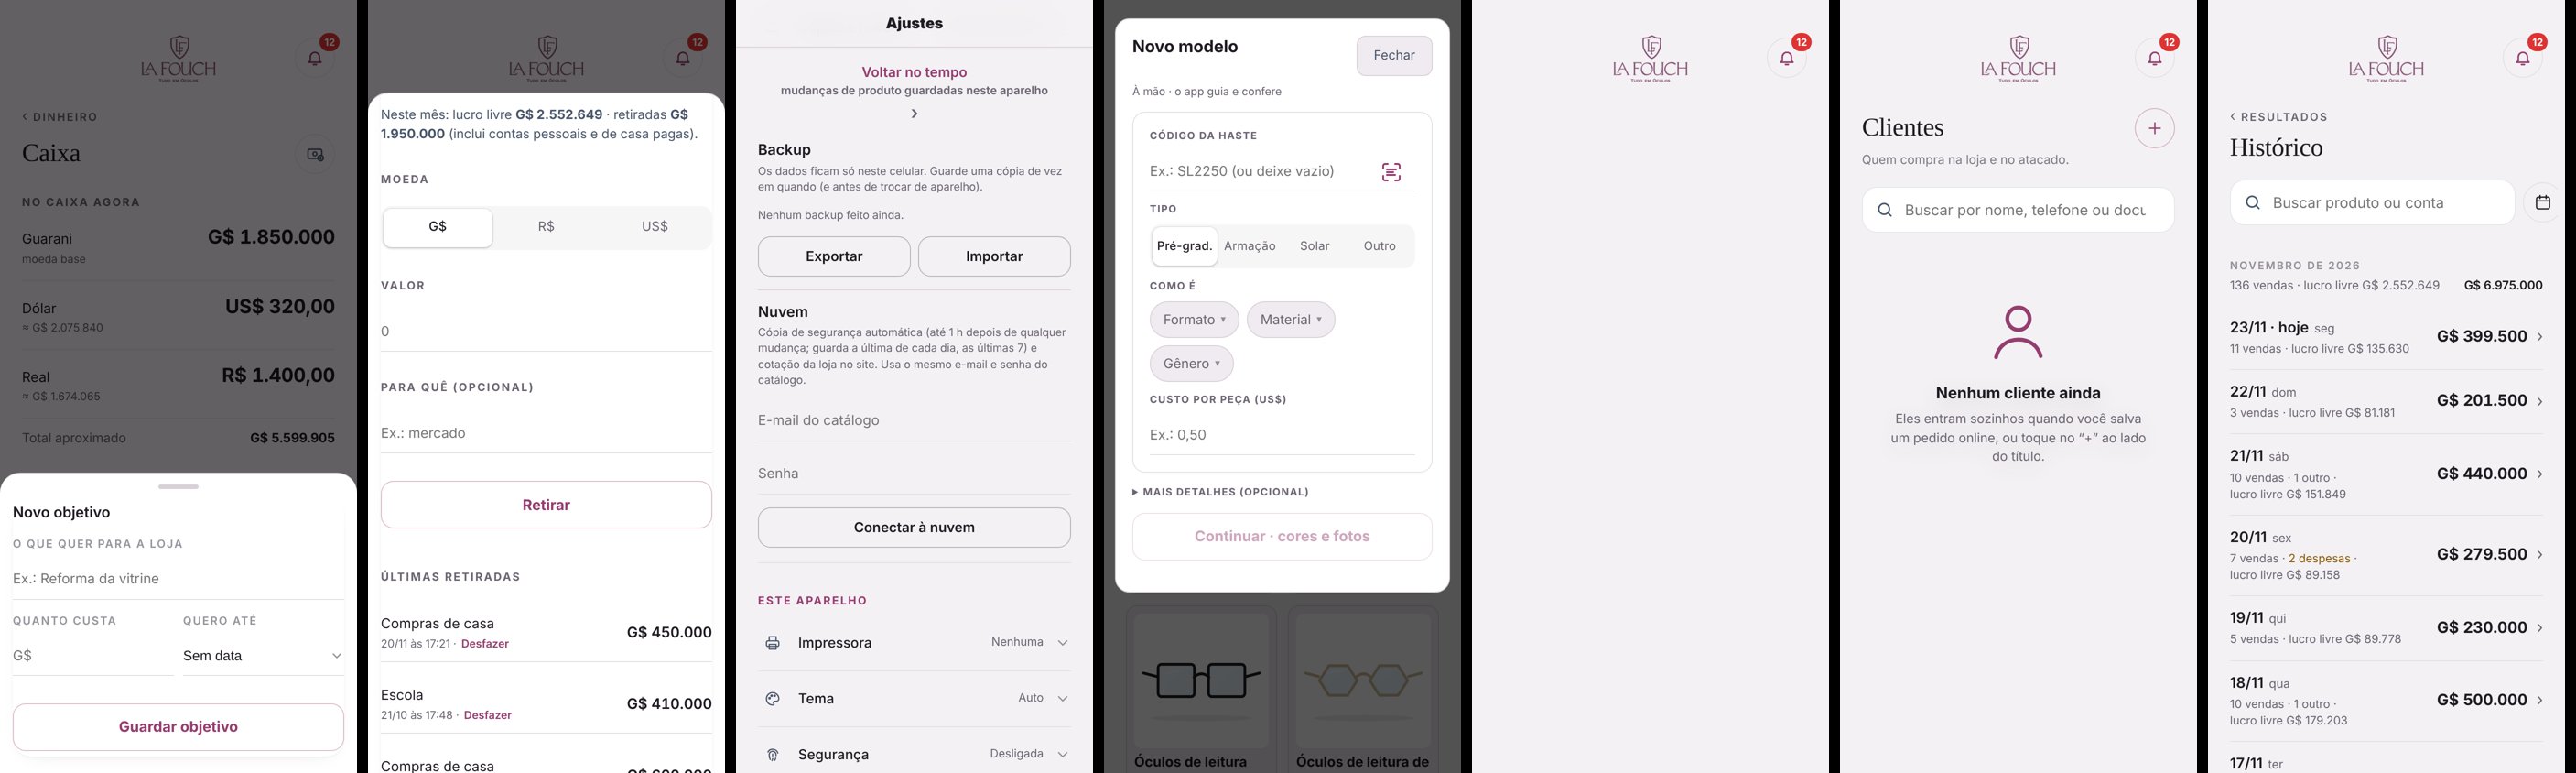 LA FOUCH
TUDO EM ÓCULOS
12
‹ DINHEIRO
Caixa
NO CAIXA AGORA
Guarani
G$ 1.850.000
moeda base
Dólar
US$ 320,00
≈ G$ 2.075.840
Real
R$ 1.400,00
≈ G$ 1.674.065
Total aproximado
G$ 5.599.905
Novo objetivo
O QUE QUER PARA A LOJA
Ex.: Reforma da vitrine
QUANTO CUSTA
QUERO ATÉ
G$
Sem data
Guardar objetivo
LA FOUCH
TUDO EM ÓCULOS
12
Neste mês: lucro livre G$ 2.552.649 · retiradas G$
1.950.000 (inclui contas pessoais e de casa pagas).
MOEDA
G$
R$
US$
VALOR
0
PARA QUÊ (OPCIONAL)
Ex.: mercado
Retirar
ÚLTIMAS RETIRADAS
Compras de casa
G$ 450.000
20/11 às 17:21 · Desfazer
Escola
G$ 410.000
21/10 às 17:48 · Desfazer
Compras de casa
Ajustes
Voltar no tempo
mudanças de produto guardadas neste aparelho
›
Backup
Os dados ficam só neste celular. Guarde uma cópia de vez
em quando (e antes de trocar de aparelho).
Nenhum backup feito ainda.
Exportar
Importar
Nuvem
Cópia de segurança automática (até 1 h depois de qualquer
mudança; guarda a última de cada dia, as últimas 7) e
cotação da loja no site. Usa o mesmo e-mail e senha do
catálogo.
E-mail do catálogo
Senha
Conectar à nuvem
ESTE APARELHO
Impressora
Nenhuma
Tema
Auto
Segurança
Desligada
Novo modelo
Fechar
À mão · o app guia e confere
CÓDIGO DA HASTE
Ex.: SL2250 (ou deixe vazio)
TIPO
Pré-grad.
Armação
Solar
Outro
COMO É
Formato ▾
Material ▾
Gênero ▾
CUSTO POR PEÇA (US$)
Ex.: 0,50
▸ MAIS DETALHES (OPCIONAL)
Continuar · cores e fotos
Óculos de leitura
Óculos de leitura de
LA FOUCH
TUDO EM ÓCULOS
12
LA FOUCH
TUDO EM ÓCULOS
12
Clientes
+
Quem compra na loja e no atacado.
Buscar por nome, telefone ou docu
Nenhum cliente ainda
Eles entram sozinhos quando você salva
um pedido online, ou toque no “+” ao lado
do título.
LA FOUCH
TUDO EM ÓCULOS
12
‹ RESULTADOS
Histórico
Buscar produto ou conta
NOVEMBRO DE 2026
136 vendas · lucro livre G$ 2.552.649
G$ 6.975.000
23/11 · hoje seg
11 vendas · lucro livre G$ 135.630
G$ 399.500 ›
22/11 dom
3 vendas · lucro livre G$ 81.181
G$ 201.500 ›
21/11 sáb
10 vendas · 1 outro ·
lucro livre G$ 151.849
G$ 440.000 ›
20/11 sex
7 vendas · 2 despesas ·
lucro livre G$ 89.158
G$ 279.500 ›
19/11 qui
5 vendas · lucro livre G$ 89.778
G$ 230.000 ›
18/11 qua
10 vendas · 1 outro ·
lucro livre G$ 179.203
G$ 500.000 ›
17/11 ter